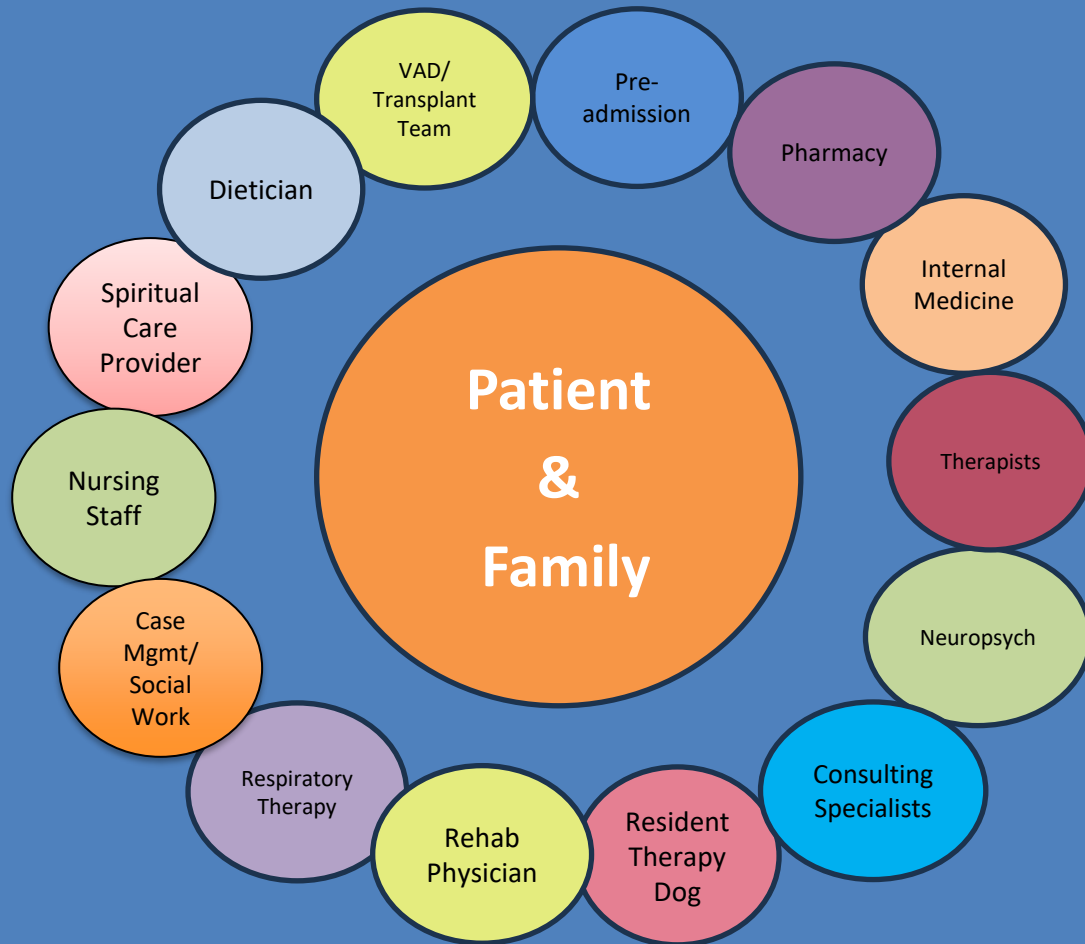 VAD/
Transplant
Team
Pre-
admission
Pharmacy
Internal
Medicine
Therapists
Neuropsych
Consulting
Specialists
Resident
Therapy
Dog
Rehab
Physician
Respiratory
Therapy
Case
Mgmt/
Social
Work
Nursing
Staff
Spiritual
Care
Provider
Dietician
Patient
&
Family